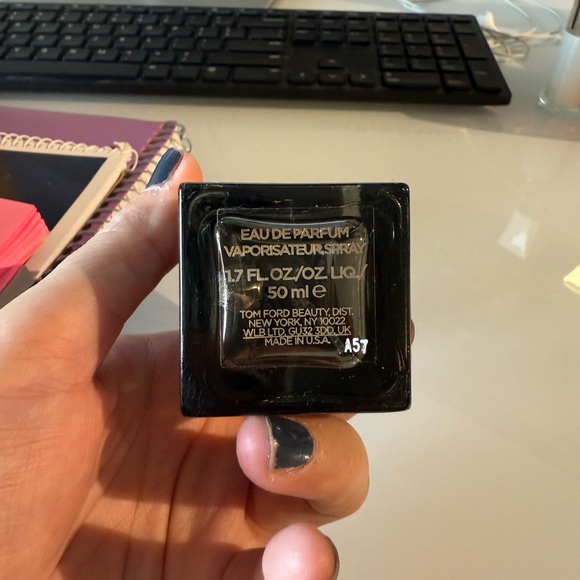 EAU DE PARFUM
VAPORISATEUR SPRAY
1.7 FL. OZ./OZ. LIQ./
50 ml ℮
TOM FORD BEAUTY, DIST.
NEW YORK, NY 10022
WLB LTD, GU32 3DD, UK
MADE IN U.S.A.
A57